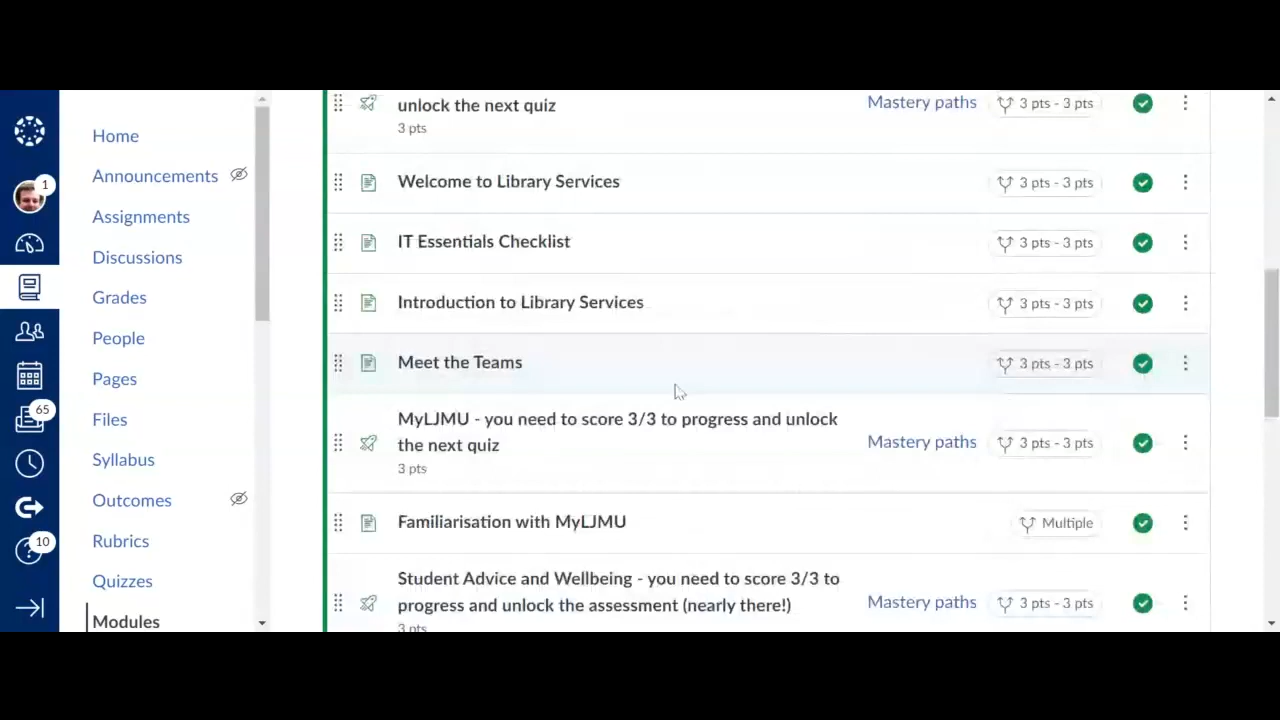 unlock the next quiz
Mastery paths
3 pts - 3 pts
3 pts
Welcome to Library Services
3 pts - 3 pts
IT Essentials Checklist
3 pts - 3 pts
Introduction to Library Services
3 pts - 3 pts
Meet the Teams
3 pts - 3 pts
MyLJMU - you need to score 3/3 to progress and unlock
the next quiz
Mastery paths
3 pts - 3 pts
3 pts
Familiarisation with MyLJMU
Multiple
Student Advice and Wellbeing - you need to score 3/3 to
progress and unlock the assessment (nearly there!)
Mastery paths
3 pts - 3 pts
3 pts
Home
Announcements
Assignments
Discussions
Grades
People
Pages
Files
Syllabus
Outcomes
Rubrics
Quizzes
Modules
1
65
10